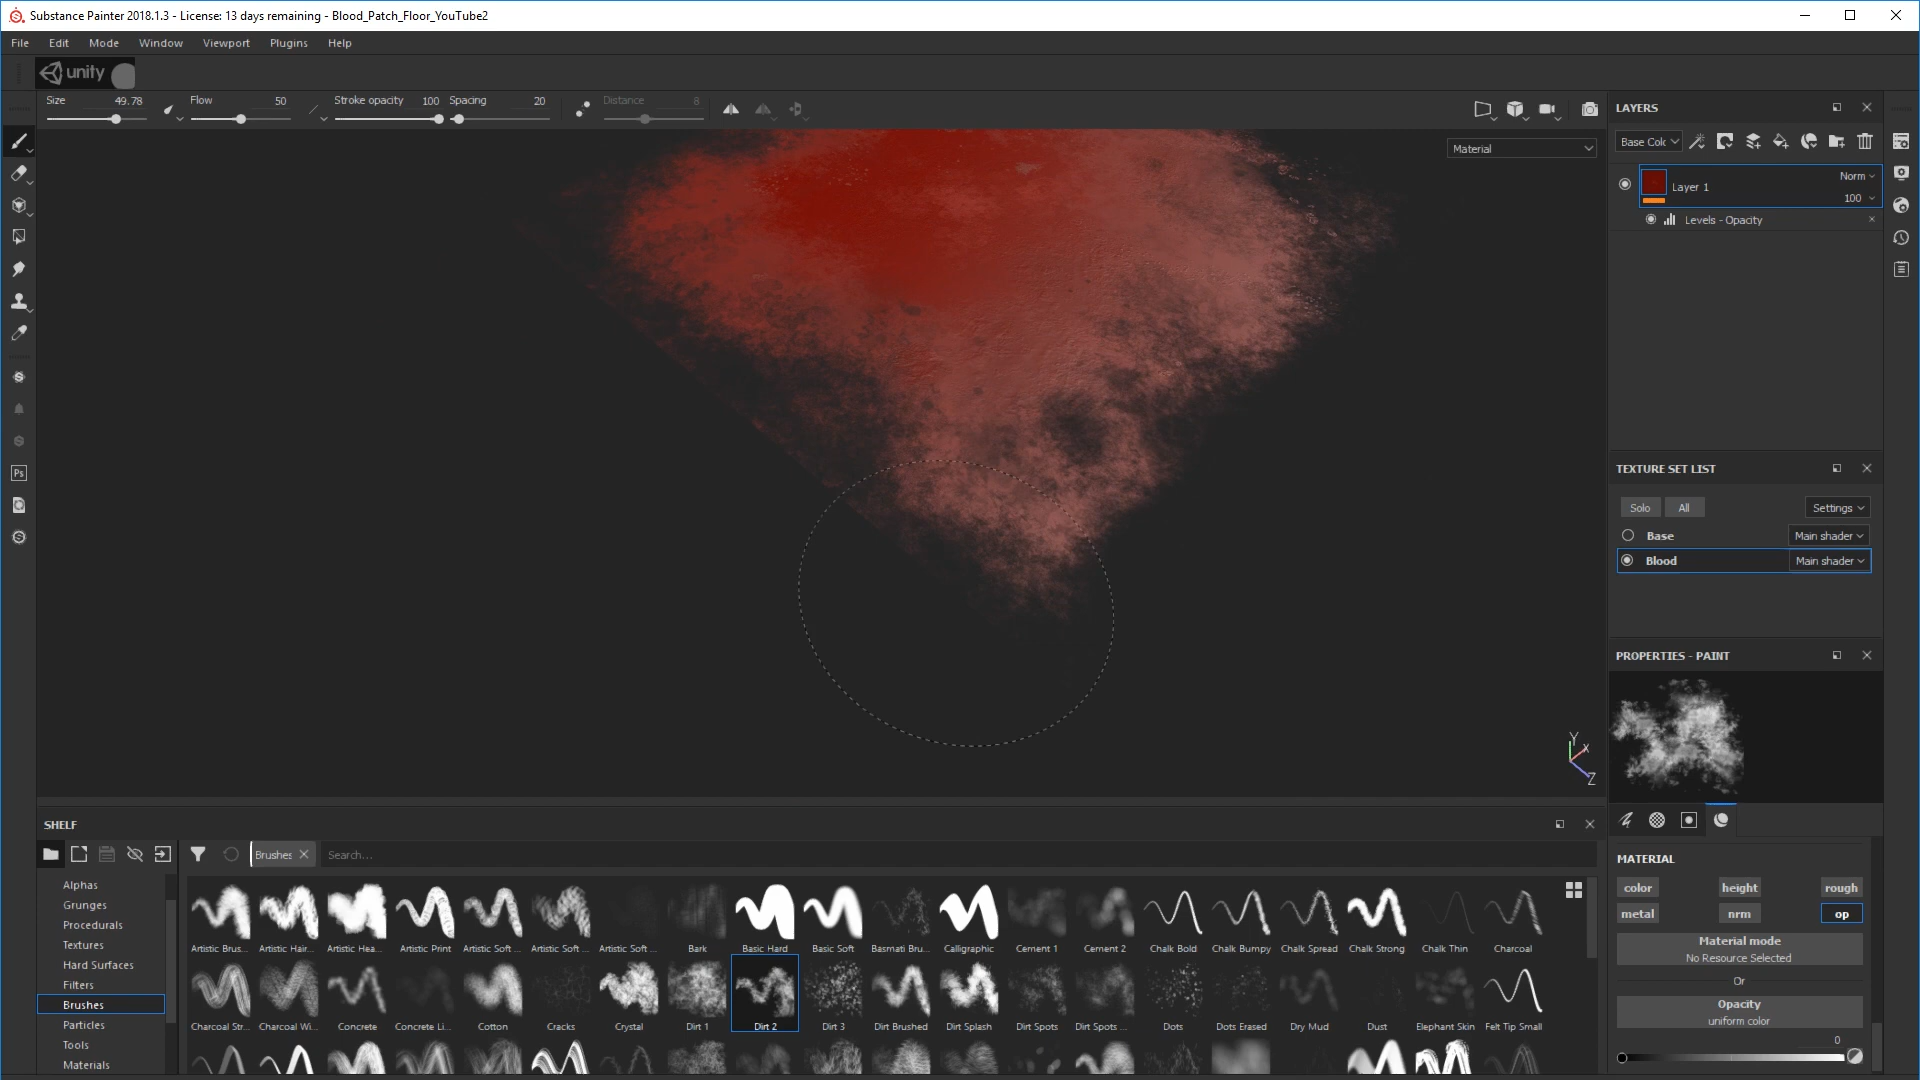 Substance Painter 2018.1.3 - License: 13 days remaining - Blood_Patch_Floor_YouTube2
File Edit Mode Window Viewport Plugins Help
unity
Size 49.78 Flow 50 Stroke opacity 100 Spacing 20 Distance 8
Material
LAYERS
Base Colc
Layer 1 Norm
100
Levels - Opacity
TEXTURE SET LIST
Solo All Settings
Base Main shader
Blood Main shader
PROPERTIES - PAINT
Y
X
Z
MATERIAL
color height rough
metal nrm op
Material mode
No Resource Selected
Or
Opacity
uniform color
0
SHELF
Brushes Search...
Alphas
Grunges
Procedurals
Textures
Hard Surfaces
Filters
Brushes
Particles
Tools
Materials
Artistic Brus... Artistic Hair... Artistic Hea... Artistic Print Artistic Soft ... Artistic Soft ... Artistic Soft ... Bark Basic Hard Basic Soft Basmati Bru... Calligraphic Cement 1 Cement 2 Chalk Bold Chalk Bumpy Chalk Spread Chalk Strong Chalk Thin Charcoal
Charcoal Str... Charcoal Wi... Concrete Concrete Li... Cotton Cracks Crystal Dirt 1 Dirt 2 Dirt 3 Dirt Brushed Dirt Splash Dirt Spots Dirt Spots ... Dots Dots Erased Dry Mud Dust Elephant Skin Felt Tip Small
Ps